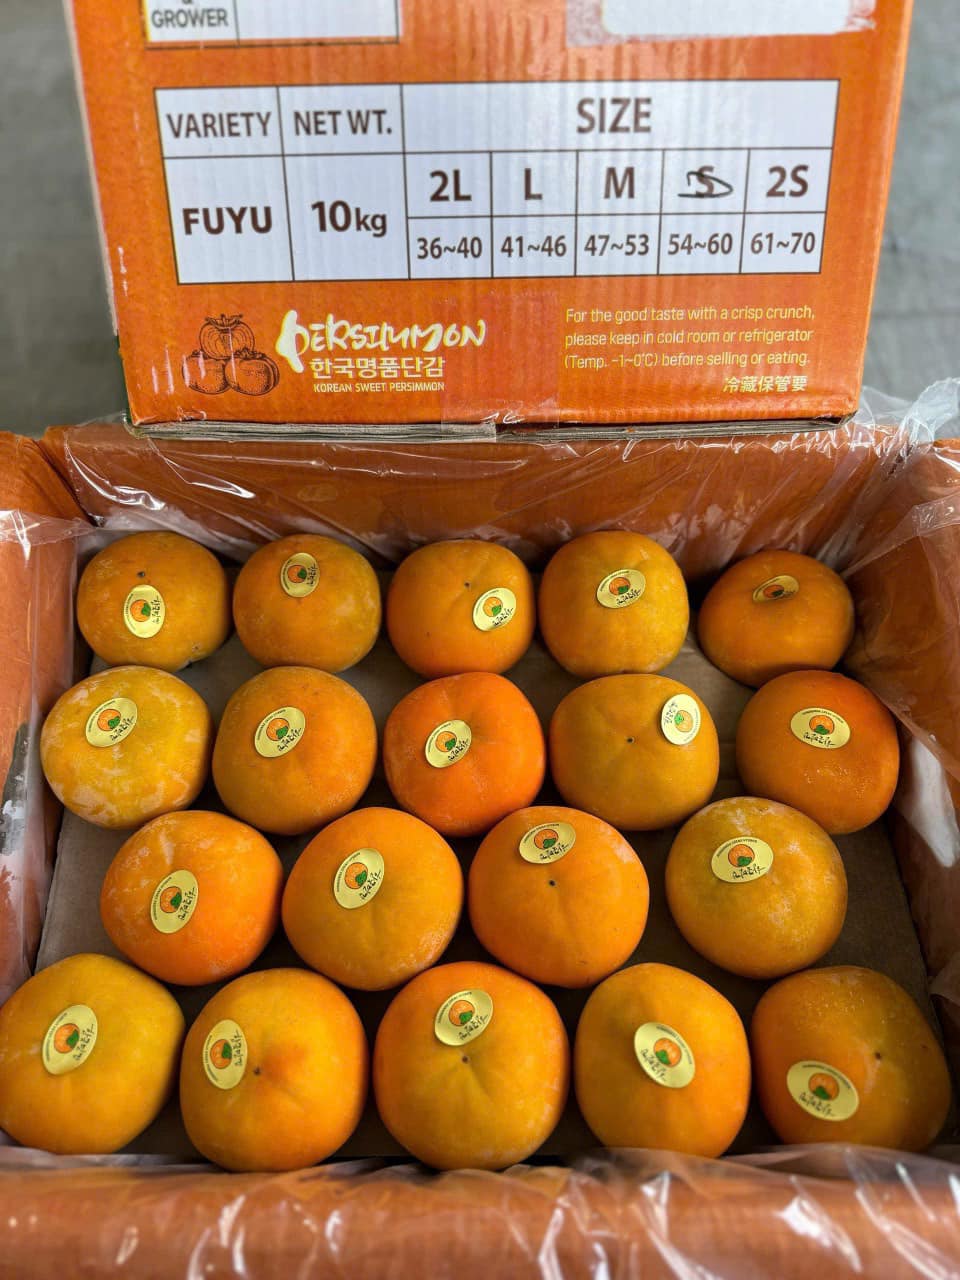 &
GROWER
VARIETY NET WT. SIZE
FUYU 10kg 2L L M S 2S
36~40 41~46 47~53 54~60 61~70
PERSIMMON
한국명품단감
KOREAN SWEET PERSIMMON
For the good taste with a crisp crunch,
please keep in cold room or refrigerator
(Temp. -1~0℃) before selling or eating.
冷藏保管要